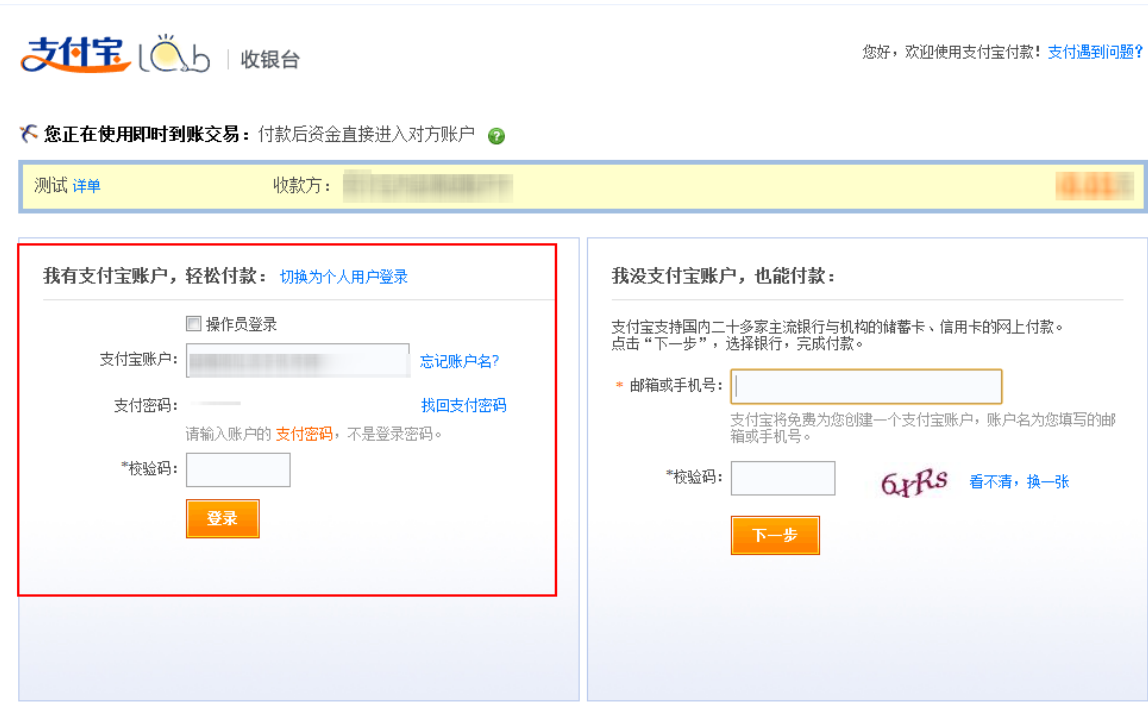 支付宝 lab 收银台
您好，欢迎使用支付宝付款！支付遇到问题？
您正在使用即时到账交易：付款后资金直接进入对方账户 ?
测试 详单 收款方：
我有支付宝账户，轻松付款： 切换为个人用户登录
操作员登录
支付宝账户： 忘记账户名?
支付密码： 找回支付密码
请输入账户的 支付密码，不是登录密码。
*校验码：
登录
我没支付宝账户，也能付款：
支付宝支持国内二十多家主流银行与机构的储蓄卡、信用卡的网上付款。
点击“下一步”，选择银行，完成付款。
* 邮箱或手机号：
支付宝将免费为您创建一个支付宝账户，账户名为您填写的邮
箱或手机号。
*校验码： 6xRs 看不清，换一张
下一步